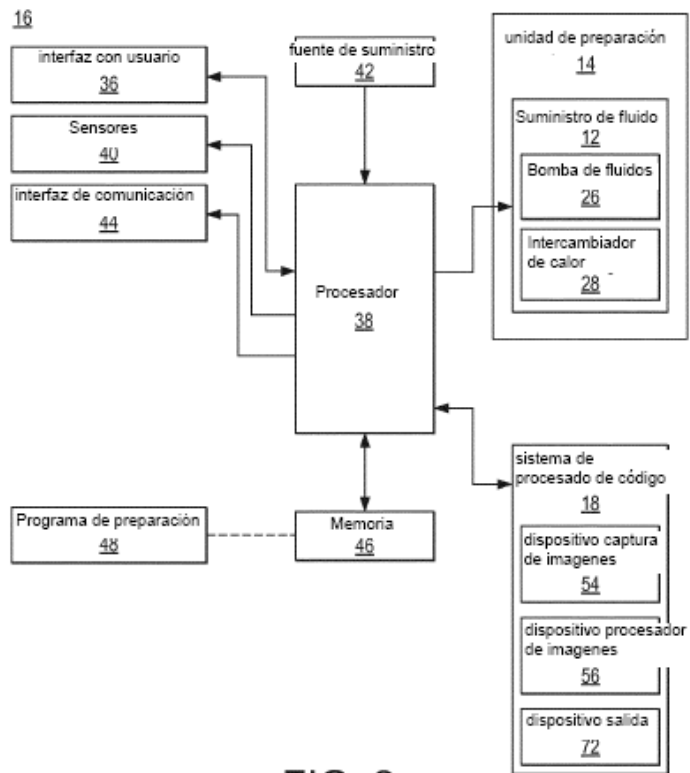 16
interfaz con usuario
36
Sensores
40
interfaz de comunicación
44
fuente de suministro
42
Procesador
38
Programa de preparación
48
Memoria
46
unidad de preparación
14
Suministro de fluido
12
Bomba de fluidos
26
Intercambiador
de calor
28
sistema de
procesado de código
18
dispositivo captura
de imagenes
54
dispositivo procesador
de imagenes
56
dispositivo salida
72